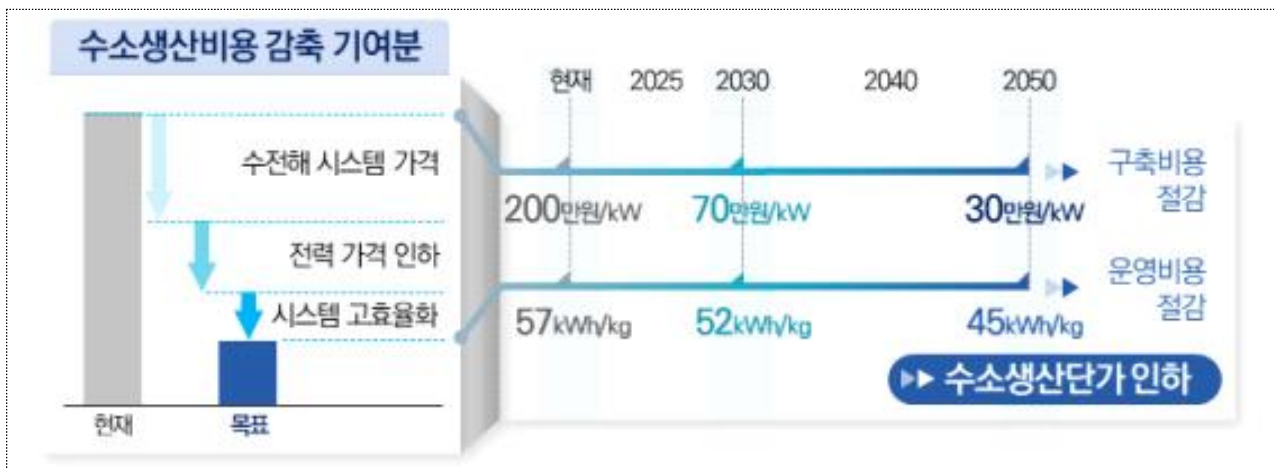 수소생산비용 감축 기여분
수전해 시스템 가격
전력 가격 인하
시스템 고효율화
현재
목표
현재 2025 2030 2040 2050
200만원/kW 70만원/kW 30만원/kW
구축비용
절감
57kWh/kg 52kWh/kg 45kWh/kg
운영비용
절감
수소생산단가 인하